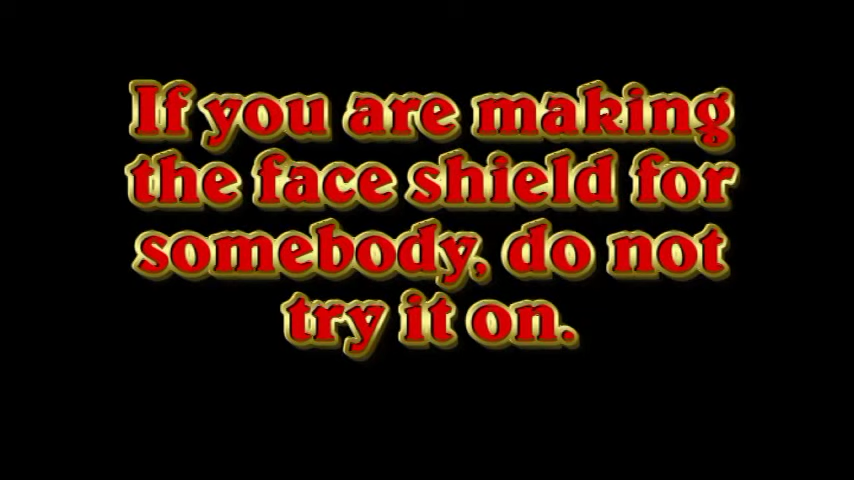 If you are making
the face shield for
somebody, do not
try it on.